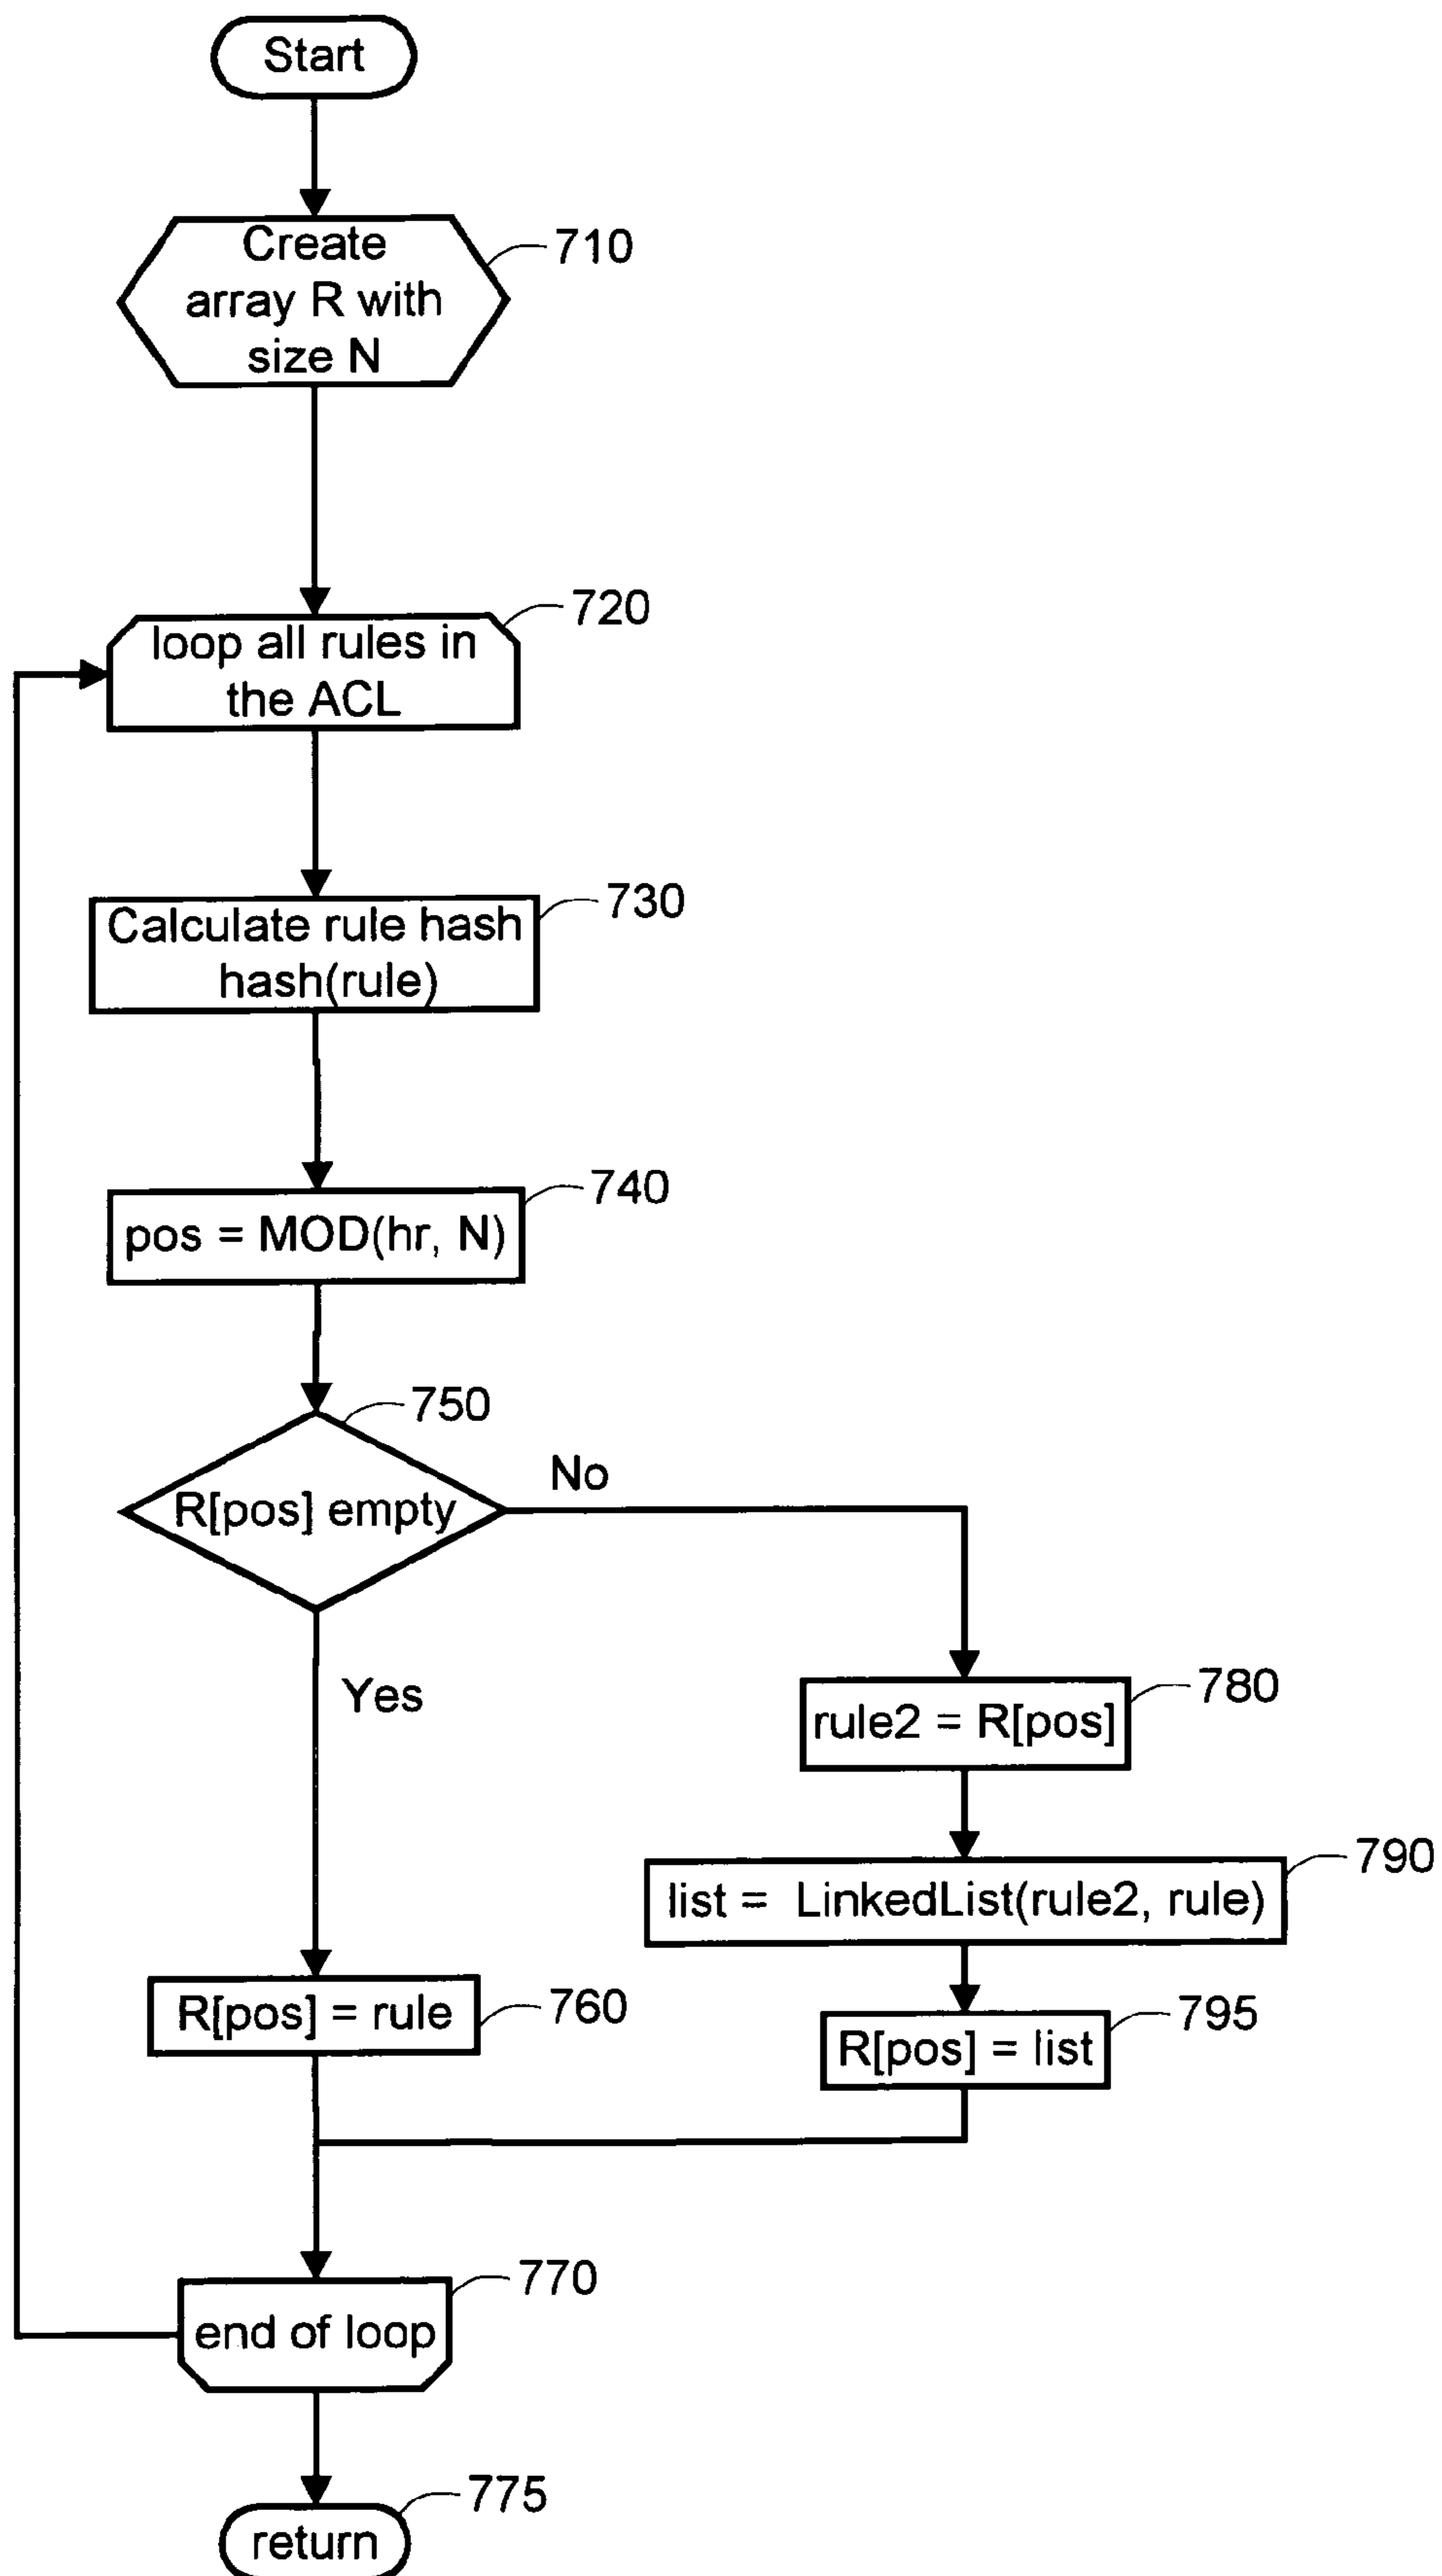 Start
Create
array R with
size N
710
loop all rules in
the ACL
720
Calculate rule hash
hash(rule)
730
pos = MOD(hr, N)
740
R[pos] empty
750
No
Yes
rule2 = R[pos]
780
list = LinkedList(rule2, rule)
790
R[pos] = rule
760
R[pos] = list
795
end of loop
770
return
775